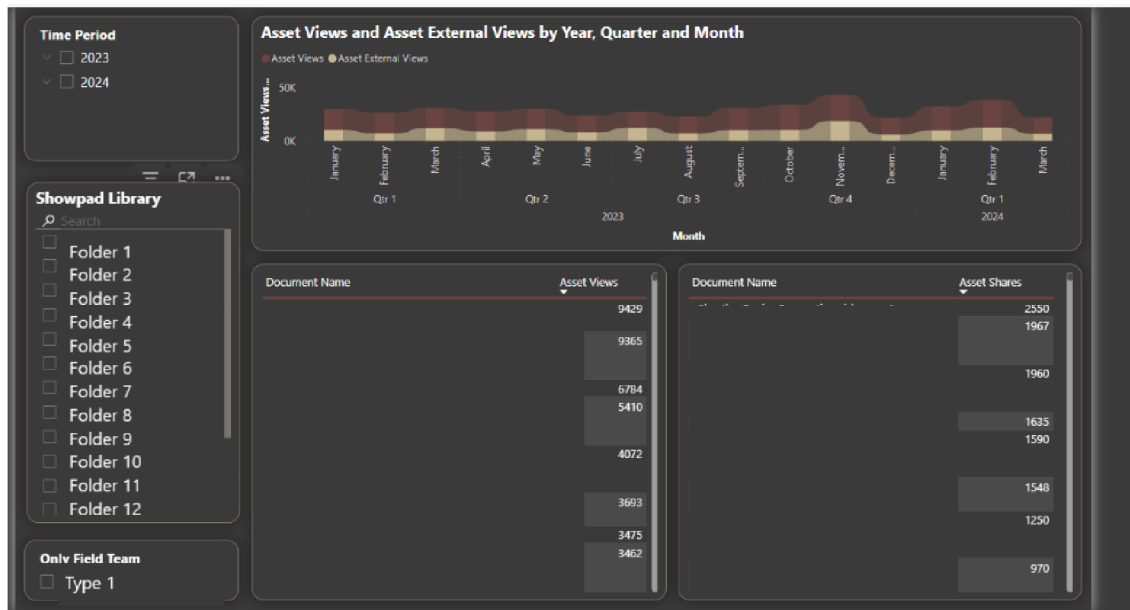 Time Period
2023
2024
Showpad Library
Search
Folder 1
Folder 2
Folder 3
Folder 4
Folder 5
Folder 6
Folder 7
Folder 8
Folder 9
Folder 10
Folder 11
Folder 12
Only Field Team
Type 1
Asset Views and Asset External Views by Year, Quarter and Month
Asset Views Asset External Views
Asset Views...
50K
0K
January February March April May June July August Septem... October Novem... Decem... January February March
Qtr 1 Qtr 2 Qtr 3 Qtr 4 Qtr 1
2023 2024
Month
Document Name Asset Views
9429
9365
6784
5410
4072
3693
3475
3462
Document Name Asset Shares
2550
1967
1960
1635
1590
1548
1250
970